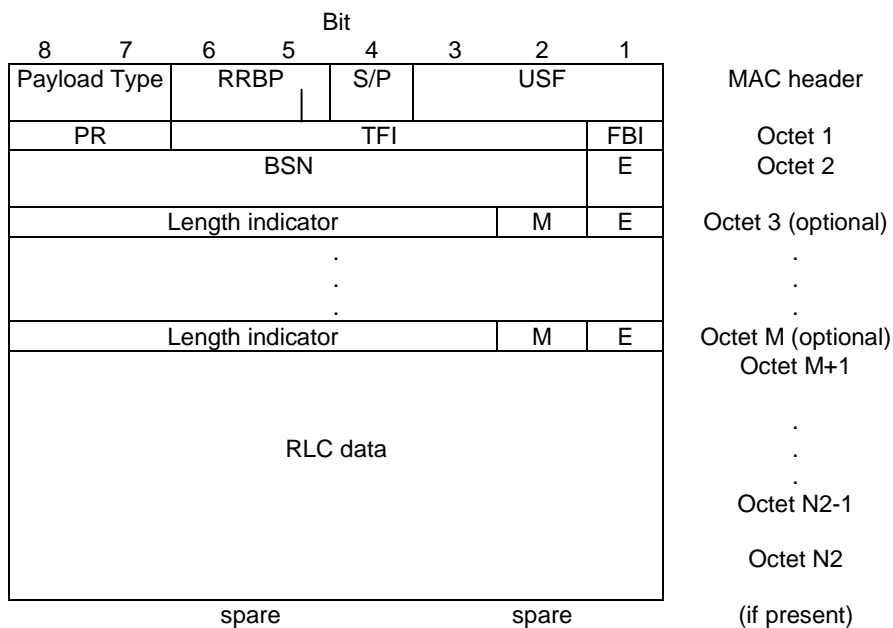 Bit
8 7 6 5 4 3 2 1
Payload Type RRBP S/P USF MAC header
PR TFI FBI Octet 1
BSN E Octet 2
Length indicator M E Octet 3 (optional)
. .
. .
. .
Length indicator M E Octet M (optional)
Octet M+1
.
RLC data .
.
Octet N2-1
Octet N2
spare spare (if present)